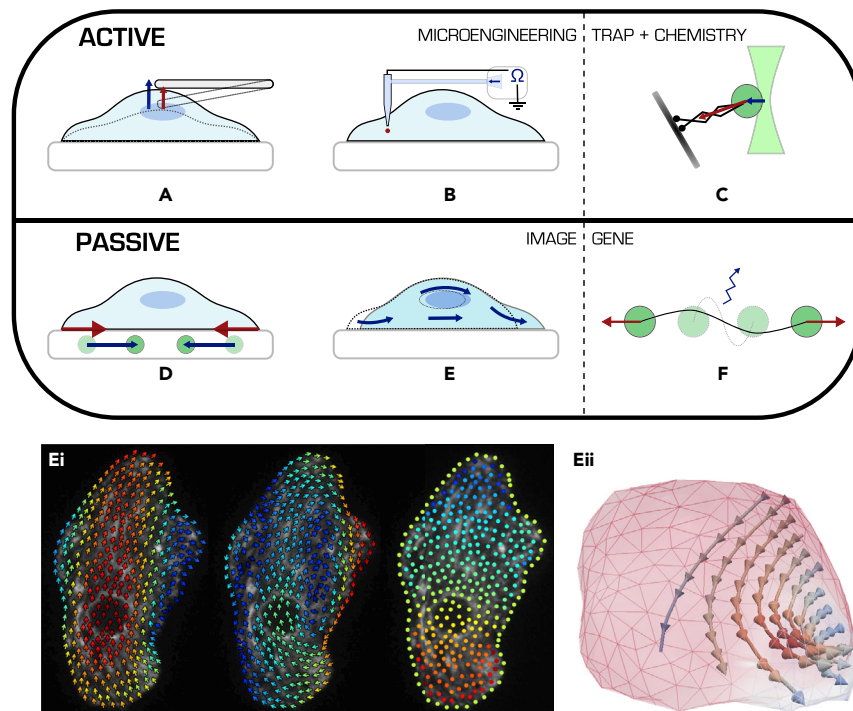 ACTIVE
MICROENGINEERING
TRAP + CHEMISTRY
Ω
A
B
C
PASSIVE
IMAGE
GENE
D
E
F
Ei
Eii